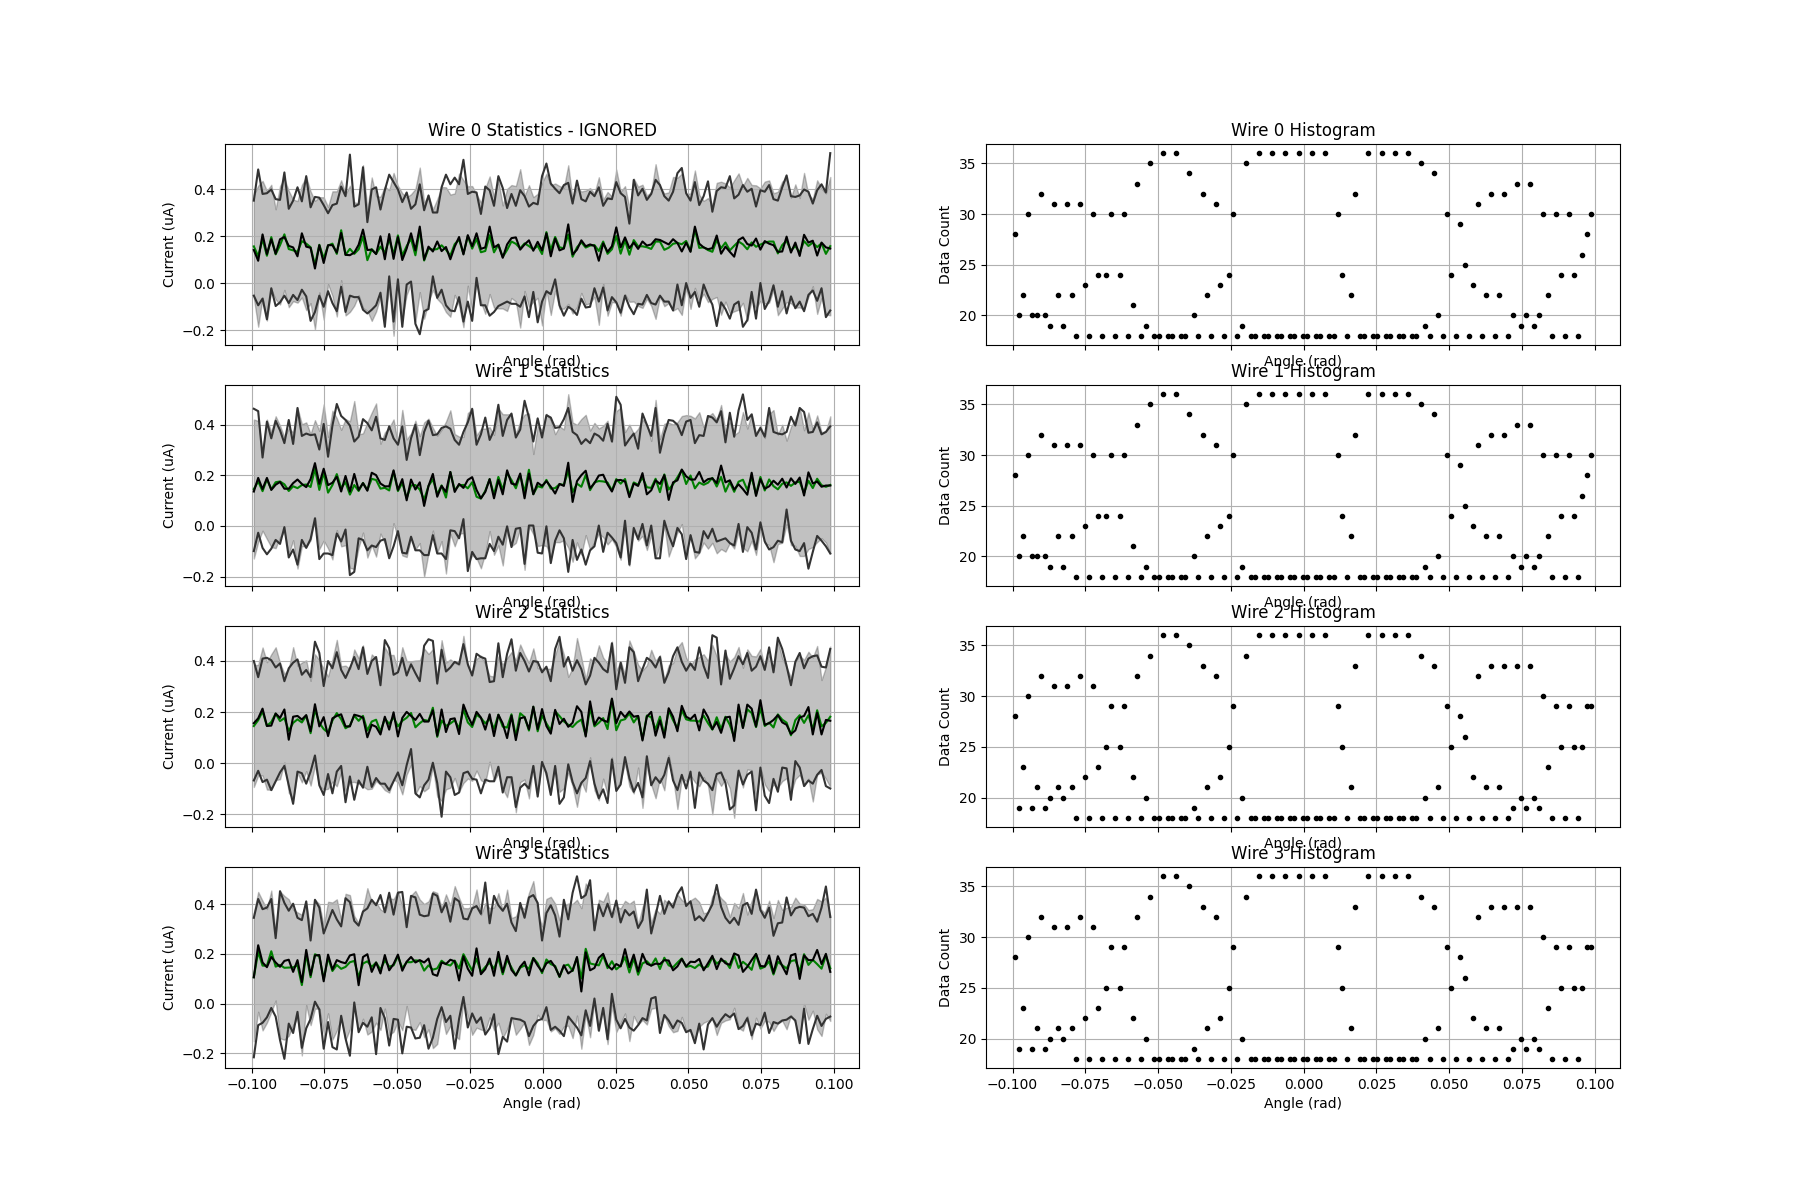 Wire 0 Statistics - IGNORED
Current (uA)
0.4
0.2
0.0
−0.2
Angle (rad)
Wire 0 Histogram
Data Count
35
30
25
20
Angle (rad)
Wire 1 Statistics
Current (uA)
0.4
0.2
0.0
−0.2
Angle (rad)
Wire 1 Histogram
Data Count
35
30
25
20
Angle (rad)
Wire 2 Statistics
Current (uA)
0.4
0.2
0.0
−0.2
Angle (rad)
Wire 2 Histogram
Data Count
35
30
25
20
Angle (rad)
Wire 3 Statistics
Current (uA)
0.4
0.2
0.0
−0.2
−0.100 −0.075 −0.050 −0.025 0.000 0.025 0.050 0.075 0.100
Angle (rad)
Wire 3 Histogram
Data Count
35
30
25
20
−0.100 −0.075 −0.050 −0.025 0.000 0.025 0.050 0.075 0.100
Angle (rad)